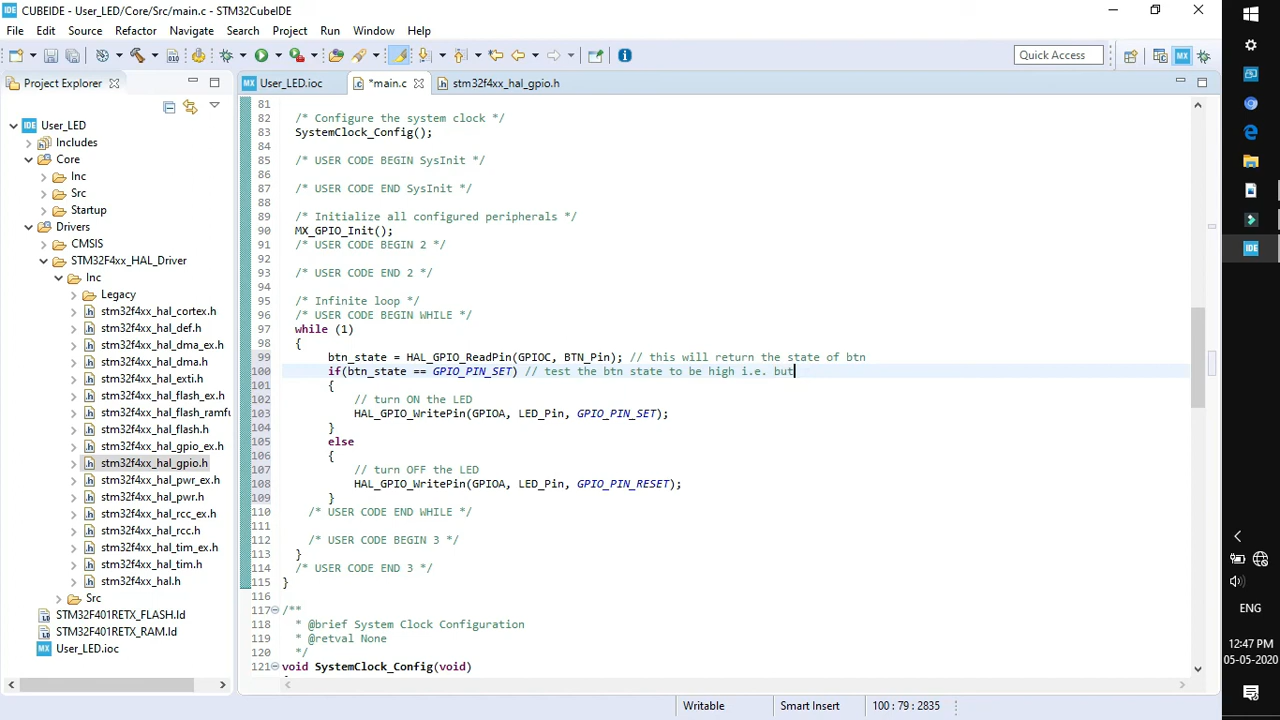 IDE CUBEIDE - User_LED/Core/Src/main.c - STM32CubeIDE
File Edit Source Refactor Navigate Search Project Run Window Help
Quick Access
Project Explorer
User_LED.ioc
*main.c
stm32f4xx_hal_gpio.h
User_LED
Includes
Core
Inc
Src
Startup
Drivers
CMSIS
STM32F4xx_HAL_Driver
Inc
Legacy
stm32f4xx_hal_cortex.h
stm32f4xx_hal_def.h
stm32f4xx_hal_dma_ex.h
stm32f4xx_hal_dma.h
stm32f4xx_hal_exti.h
stm32f4xx_hal_flash_ex.h
stm32f4xx_hal_flash_ramfu
stm32f4xx_hal_flash.h
stm32f4xx_hal_gpio_ex.h
stm32f4xx_hal_gpio.h
stm32f4xx_hal_pwr_ex.h
stm32f4xx_hal_pwr.h
stm32f4xx_hal_rcc_ex.h
stm32f4xx_hal_rcc.h
stm32f4xx_hal_tim_ex.h
stm32f4xx_hal_tim.h
stm32f4xx_hal.h
Src
STM32F401RETX_FLASH.ld
STM32F401RETX_RAM.ld
User_LED.ioc
81
82 /* Configure the system clock */
83 SystemClock_Config();
84
85 /* USER CODE BEGIN SysInit */
86
87 /* USER CODE END SysInit */
88
89 /* Initialize all configured peripherals */
90 MX_GPIO_Init();
91 /* USER CODE BEGIN 2 */
92
93 /* USER CODE END 2 */
94
95 /* Infinite loop */
96 /* USER CODE BEGIN WHILE */
97 while (1)
98 {
99 btn_state = HAL_GPIO_ReadPin(GPIOC, BTN_Pin); // this will return the state of btn
100 if(btn_state == GPIO_PIN_SET) // test the btn state to be high i.e. but
101 {
102 // turn ON the LED
103 HAL_GPIO_WritePin(GPIOA, LED_Pin, GPIO_PIN_SET);
104 }
105 else
106 {
107 // turn OFF the LED
108 HAL_GPIO_WritePin(GPIOA, LED_Pin, GPIO_PIN_RESET);
109 }
110 /* USER CODE END WHILE */
111
112 /* USER CODE BEGIN 3 */
113 }
114 /* USER CODE END 3 */
115 }
116
117 /**
118 * @brief System Clock Configuration
119 * @retval None
120 */
121 void SystemClock_Config(void)
Writable
Smart Insert
100 : 79 : 2835
ENG
12:47 PM
05-05-2020